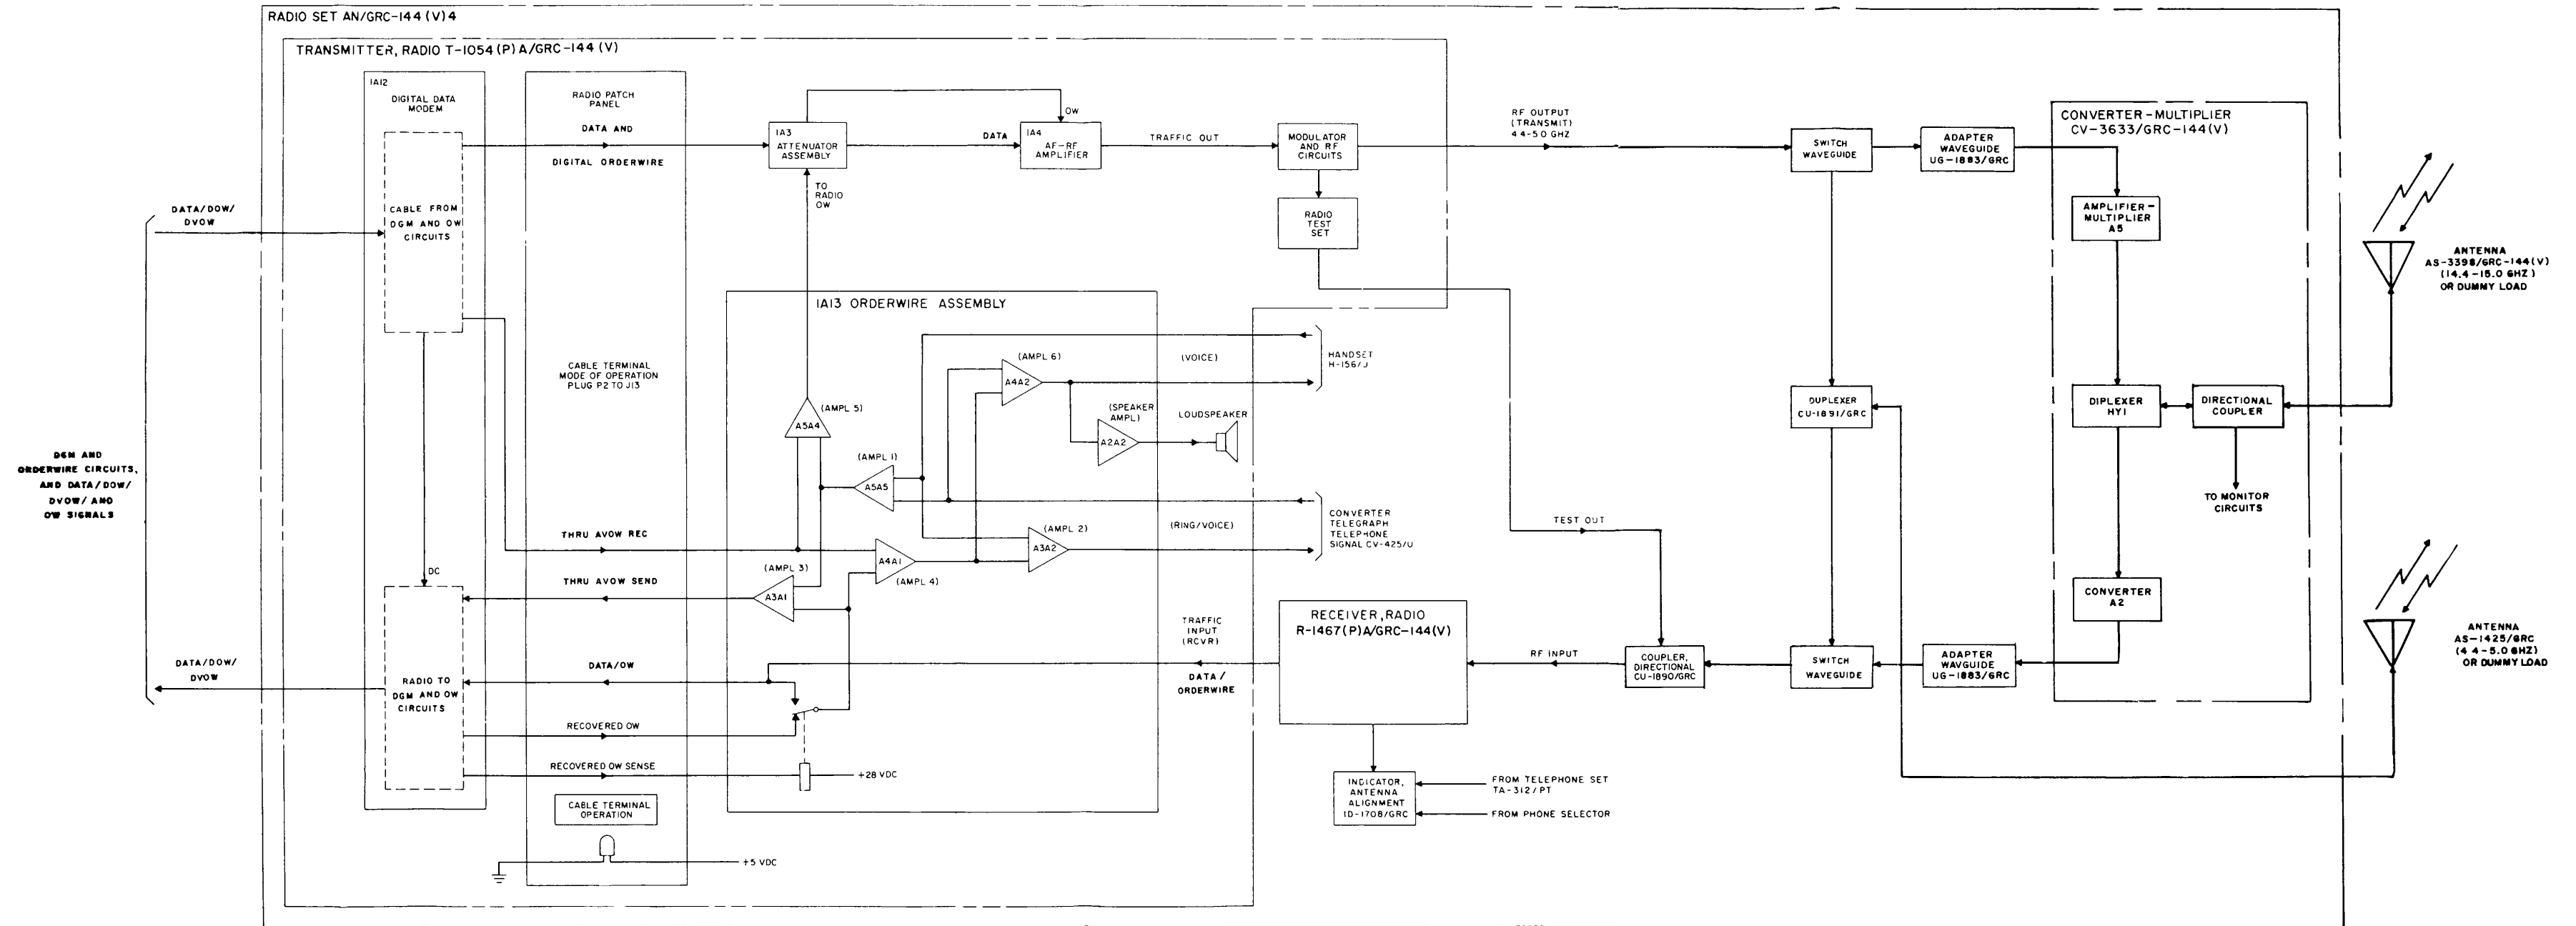 RADIO SET AN/GRC-144 (V)4
TRANSMITTER, RADIO T-1054(P)A/GRC-144 (V)
1A12
DIGITAL DATA
MODEM
CABLE FROM
DGM AND OW
CIRCUITS
DC
RADIO TO
DGM AND OW
CIRCUITS
DATA/DOW/
DVOW
DGM AND
ORDERWIRE CIRCUITS,
AND DATA/DOW/
DVOW/ AND
OW SIGNALS
DATA/DOW/
DVOW
RADIO PATCH
PANEL
DATA AND
DIGITAL ORDERWIRE
CABLE TERMINAL
MODE OF OPERATION
PLUG P2 TO J13
THRU AVOW REC
THRU AVOW SEND
DATA/OW
RECOVERED OW
RECOVERED OW SENSE
CABLE TERMINAL
OPERATION
+5 VDC
1A3
ATTENUATOR
ASSEMBLY
OW
DATA
1A4
AF-RF
AMPLIFIER
TRAFFIC OUT
MODULATOR
AND RF
CIRCUITS
RADIO
TEST
SET
TO
RADIO
OW
1A13 ORDERWIRE ASSEMBLY
(AMPL 6)
A4A2
(VOICE)
HANDSET
H-156/U
(AMPL 5)
A5A4
(SPEAKER
AMPL)
A2A2
LOUDSPEAKER
(AMPL 1)
A5A5
(AMPL 2)
A3A2
(RING/VOICE)
CONVERTER
TELEGRAPH
TELEPHONE
SIGNAL CV-425/U
A4A1
(AMPL 4)
(AMPL 3)
A3A1
+28 VDC
TRAFFIC
INPUT
(RCVR)
DATA/
ORDERWIRE
RECEIVER, RADIO
R-1467(P)A/GRC-144(V)
INDICATOR,
ANTENNA
ALIGNMENT
ID-1708/GRC
FROM TELEPHONE SET
TA-312/PT
FROM PHONE SELECTOR
RF INPUT
TEST OUT
COUPLER,
DIRECTIONAL
CU-1890/GRC
RF OUTPUT
(TRANSMIT)
4.4-5.0 GHZ
SWITCH
WAVEGUIDE
ADAPTER
WAVEGUIDE
UG-1883/GRC
DUPLEXER
CU-1891/GRC
SWITCH
WAVEGUIDE
ADAPTER
WAVGUIDE
UG-1883/GRC
CONVERTER-MULTIPLIER
CV-3633/GRC-144(V)
AMPLIFIER-
MULTIPLIER
A5
DIPLEXER
HY1
DIRECTIONAL
COUPLER
TO MONITOR
CIRCUITS
CONVERTER
A2
ANTENNA
AS-3398/GRC-144(V)
(14.4-15.0 GHZ)
OR DUMMY LOAD
ANTENNA
AS-1425/GRC
(4.4-5.0 GHZ)
OR DUMMY LOAD